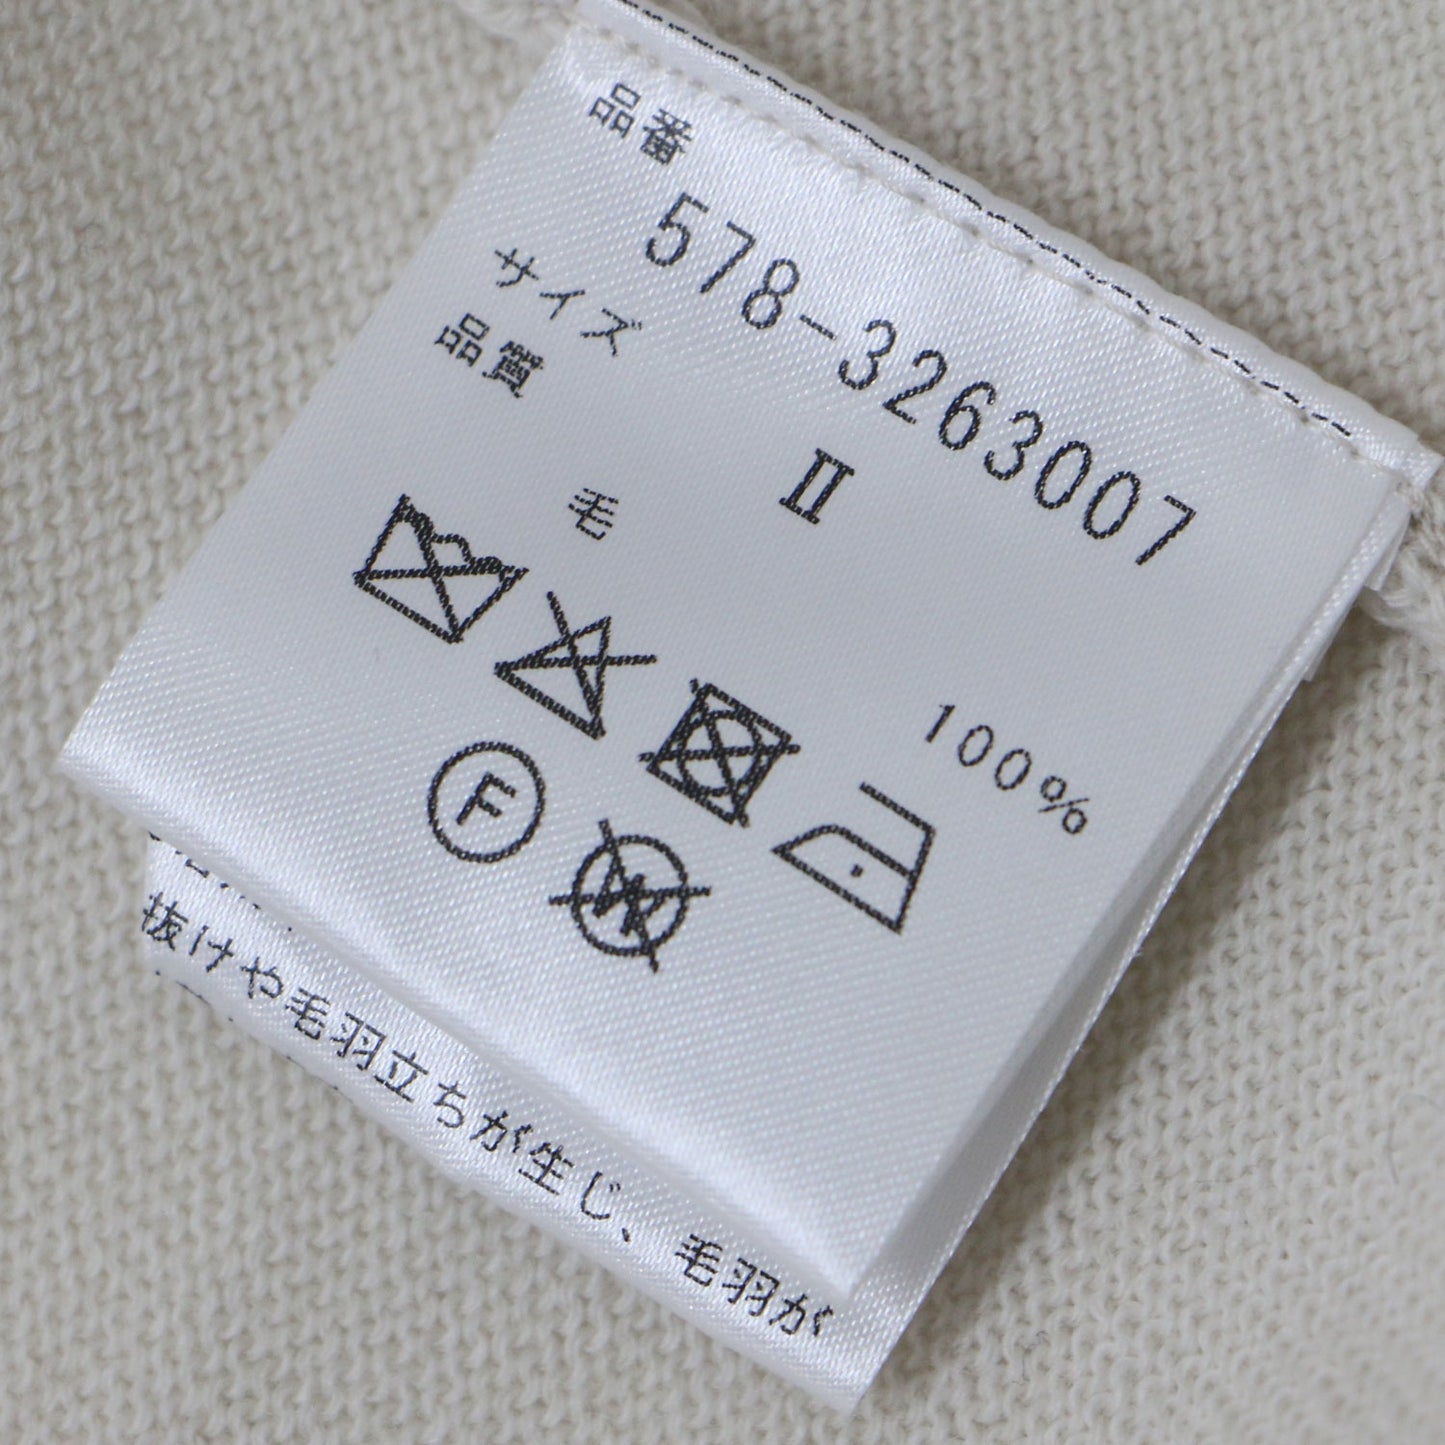 品番
578-3263007
サイズ II
品質
毛 100%
F
抜けや毛羽立ちが生じ、毛羽が